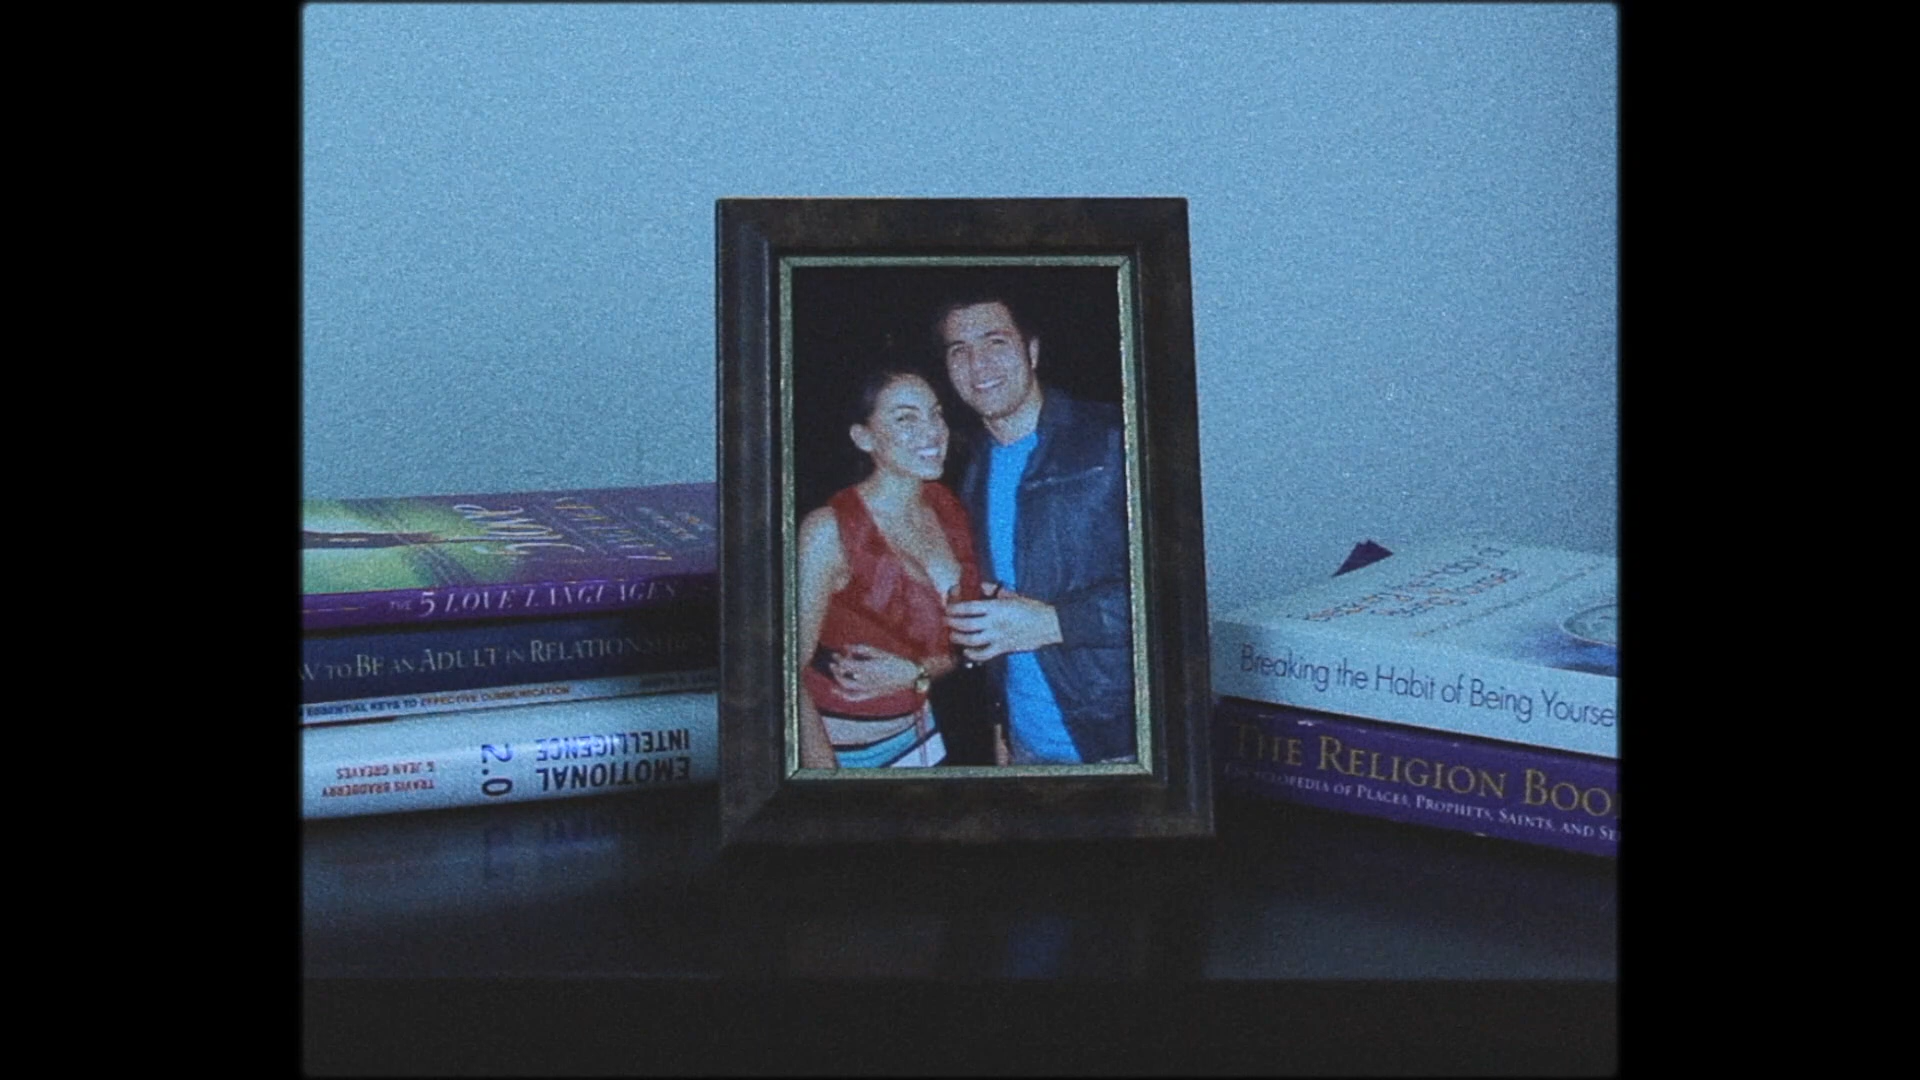 THE 5 LOVE LANGUAGES
W TO BE AN ADULT IN RELATIONSHIPS
ESSENTIAL KEYS TO EFFECTIVE COMMUNICATION
EMOTIONAL
INTELLIGENCE
2.0
TRAVIS BRADBERRY
& JEAN GREAVES
Breaking the Habit of Being Yourse
THE RELIGION BOO
ENCYCLOPEDIA OF PLACES, PROPHETS, SAINTS, AND SE